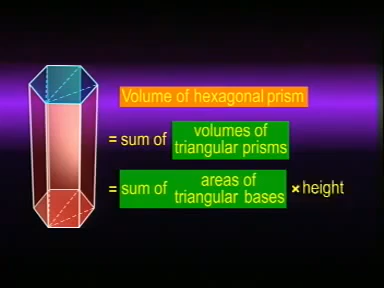 Volume of hexagonal prism
= sum of volumes of
triangular prisms
= sum of areas of
triangular bases × height